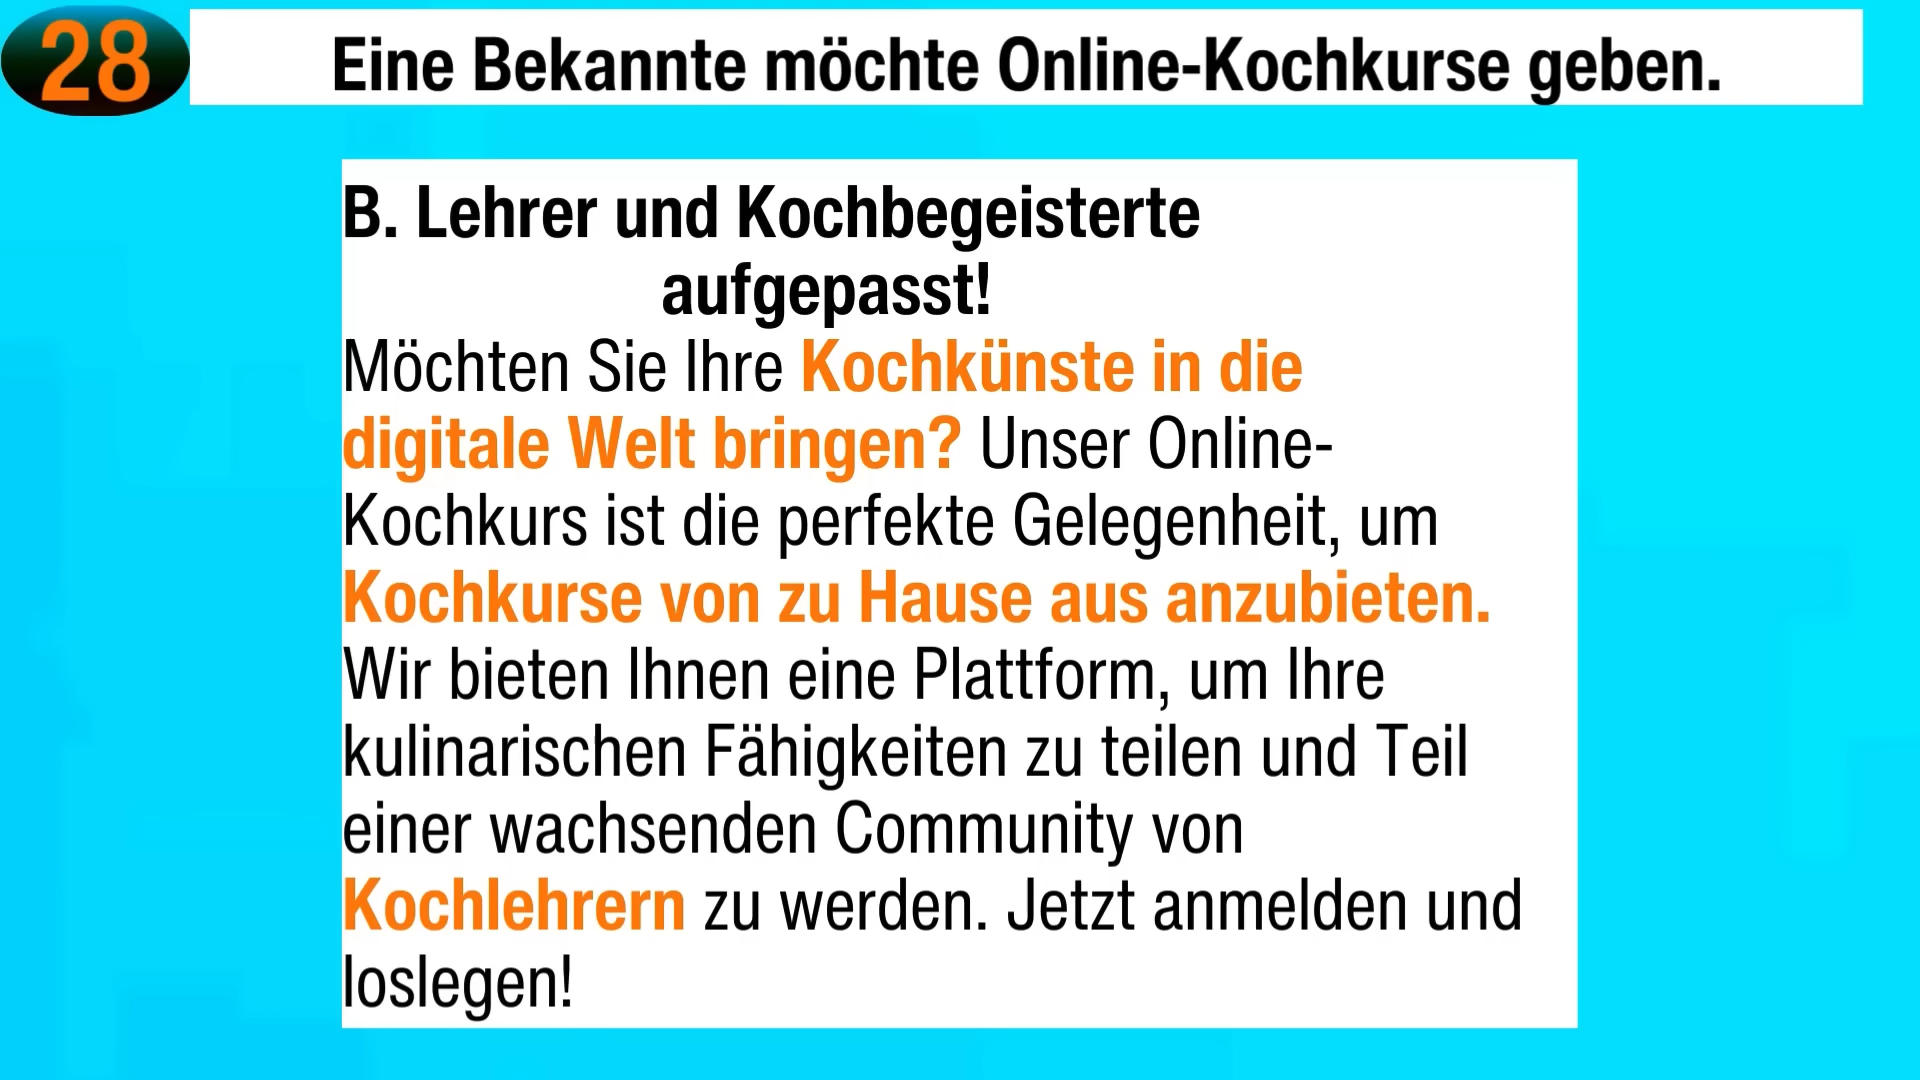 28
Eine Bekannte möchte Online-Kochkurse geben.
B. Lehrer und Kochbegeisterte
aufgepasst!
Möchten Sie Ihre Kochkünste in die
digitale Welt bringen? Unser Online-
Kochkurs ist die perfekte Gelegenheit, um
Kochkurse von zu Hause aus anzubieten.
Wir bieten Ihnen eine Plattform, um Ihre
kulinarischen Fähigkeiten zu teilen und Teil
einer wachsenden Community von
Kochlehrern zu werden. Jetzt anmelden und
loslegen!